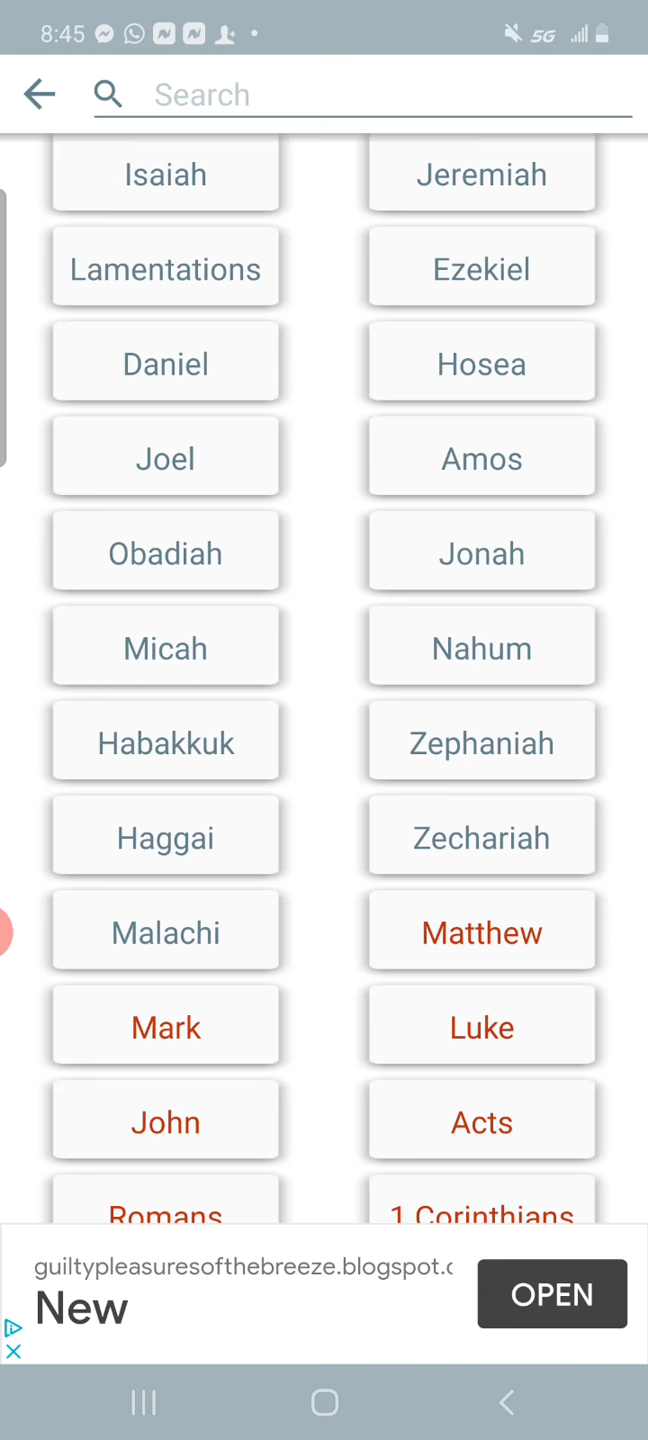 8:45 5G
Search
Isaiah Jeremiah
Lamentations Ezekiel
Daniel Hosea
Joel Amos
Obadiah Jonah
Micah Nahum
Habakkuk Zephaniah
Haggai Zechariah
Malachi Matthew
Mark Luke
John Acts
Romans 1 Corinthians
guiltypleasuresofthebreeze.blogspot.c
New OPEN